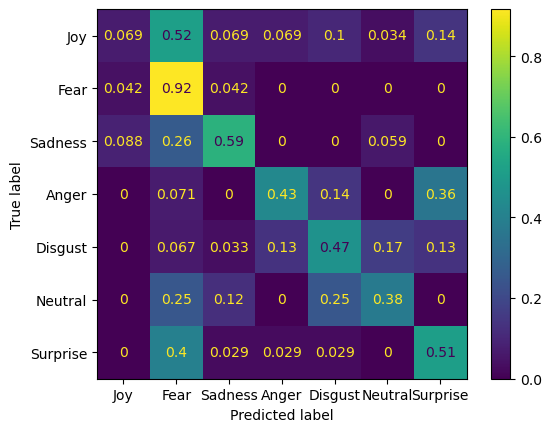 Joy 0.069 0.52 0.069 0.069 0.1 0.034 0.14
Fear 0.042 0.92 0.042 0 0 0 0
Sadness 0.088 0.26 0.59 0 0 0.059 0
Anger 0 0.071 0 0.43 0.14 0 0.36
Disgust 0 0.067 0.033 0.13 0.47 0.17 0.13
Neutral 0 0.25 0.12 0 0.25 0.38 0
Surprise 0 0.4 0.029 0.029 0.029 0 0.51
Joy Fear Sadness Anger Disgust Neutral Surprise
Predicted label
True label
0.8
0.6
0.4
0.2
0.0